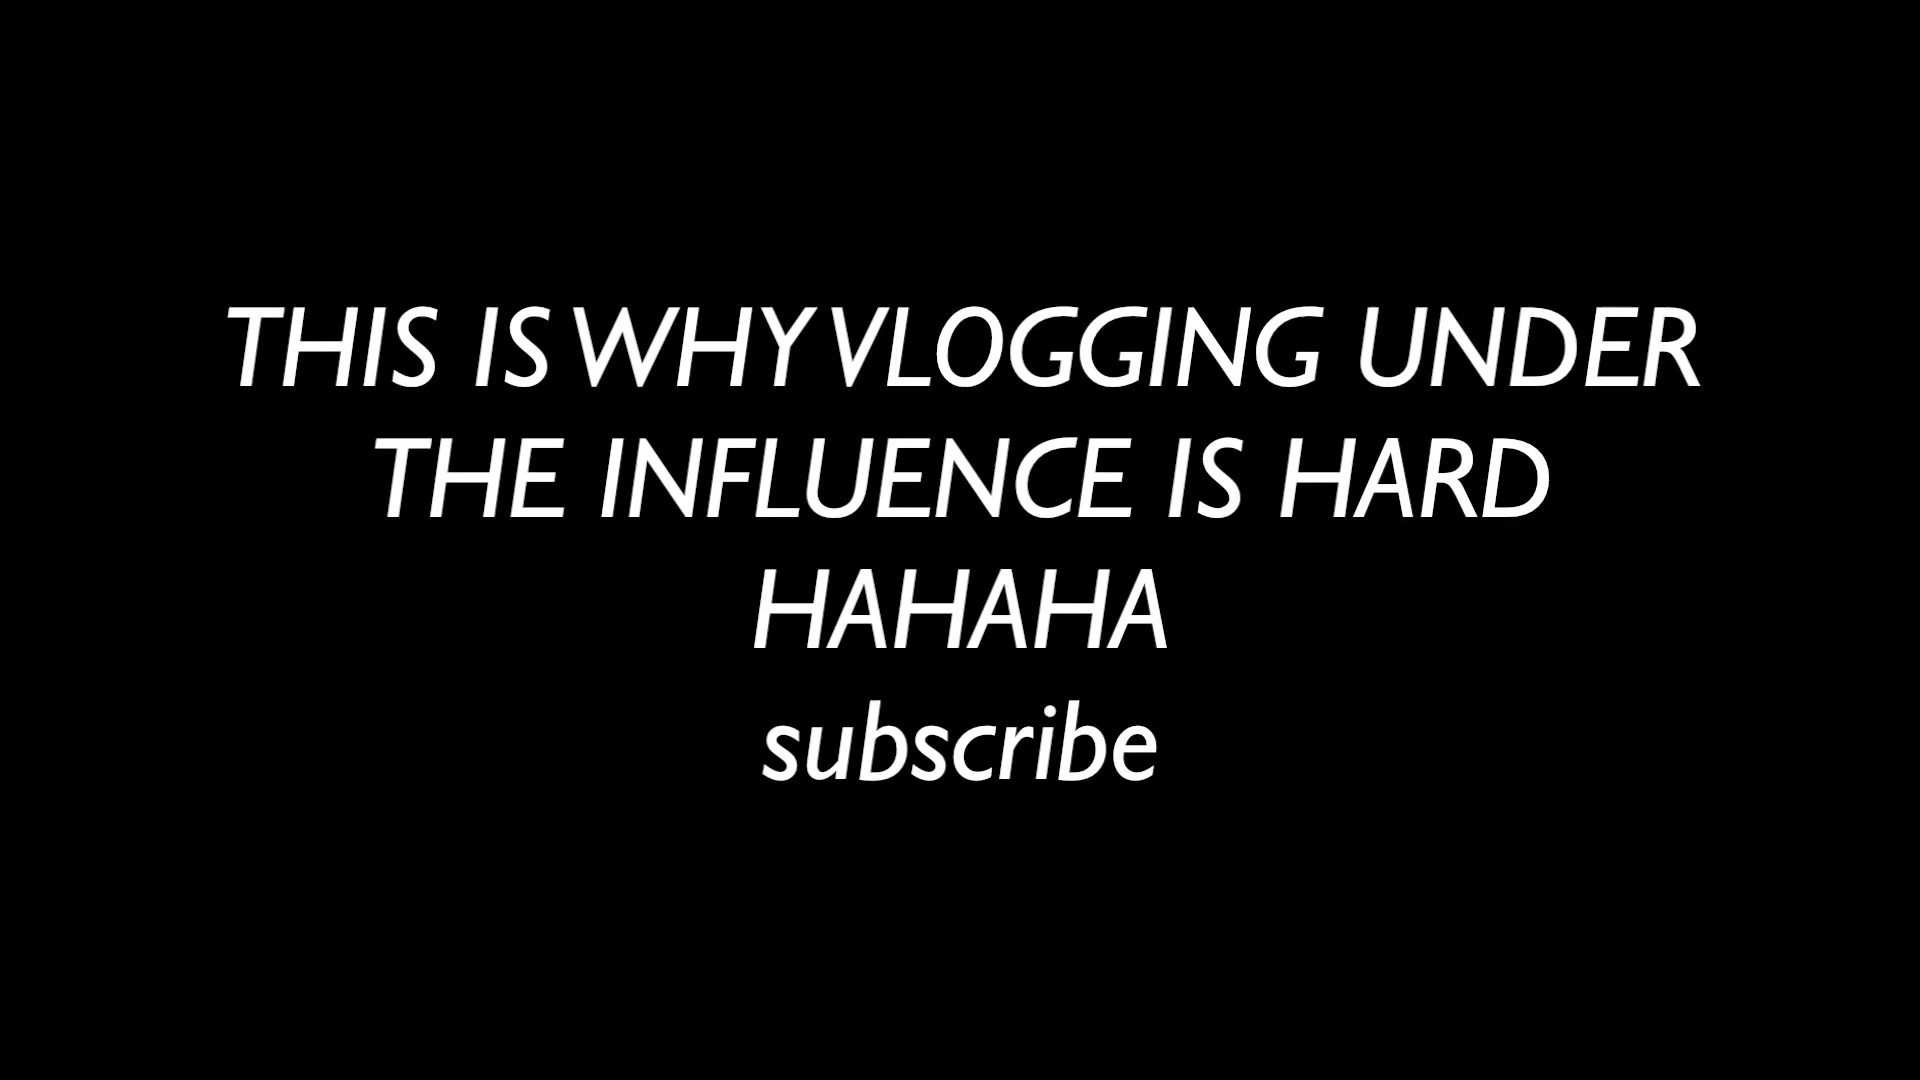 THIS IS WHY VLOGGING UNDER
THE INFLUENCE IS HARD
HAHAHA
subscribe